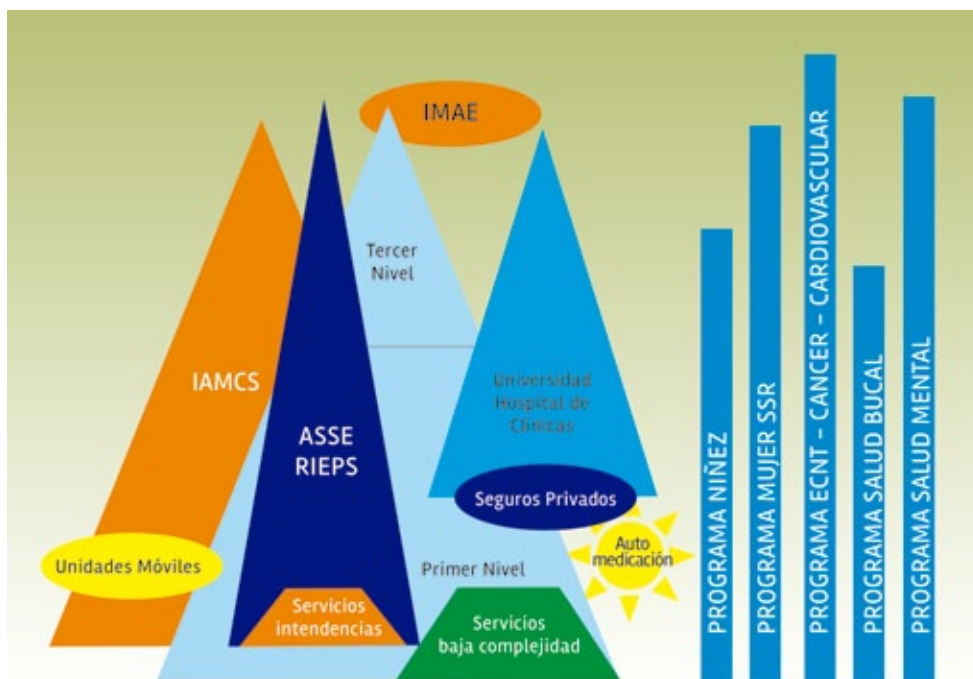 IMAE
Tercer
Nivel
IAMCS
ASSE
RIEPS
Universidad
Hospital de
Clínicas
Seguros Privados
Auto
medicación
Unidades Móviles
Primer Nivel
Servicios
intendencias
Servicios
baja complejidad
PROGRAMA NIÑEZ
PROGRAMA MUJER SSR
PROGRAMA ECNT – CANCER – CARDIOVASCULAR
PROGRAMA SALUD BUCAL
PROGRAMA SALUD MENTAL